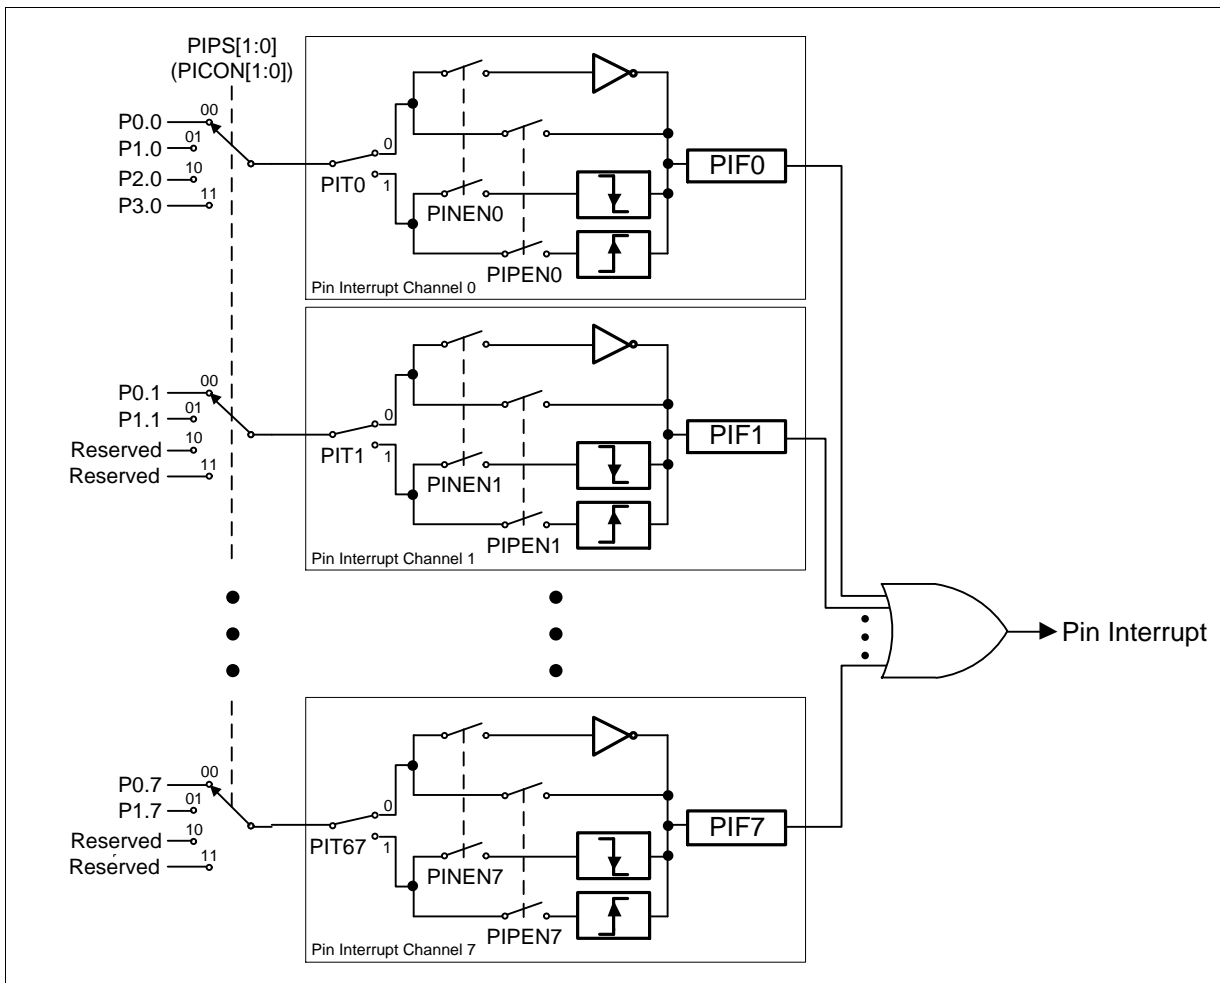 PIPS[1:0]
(PICON[1:0])
00
P0.0
01
P1.0
10
P2.0
11
P3.0
0
PIT0
1
PINEN0
PIPEN0
PIF0
Pin Interrupt Channel 0
00
P0.1
01
P1.1
10
Reserved
11
Reserved
0
PIT1
1
PINEN1
PIPEN1
PIF1
Pin Interrupt Channel 1
Pin Interrupt
00
P0.7
01
P1.7
10
Reserved
11
Reserved
0
PIT67
1
PINEN7
PIPEN7
PIF7
Pin Interrupt Channel 7